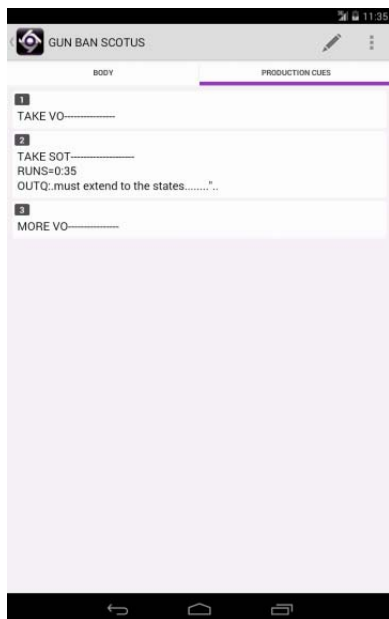 11:35
GUN BAN SCOTUS
BODY
PRODUCTION CUES
1
TAKE VO---------------
2
TAKE SOT-------------------
RUNS=0:35
OUTQ:.must extend to the states........"..
3
MORE VO---------------